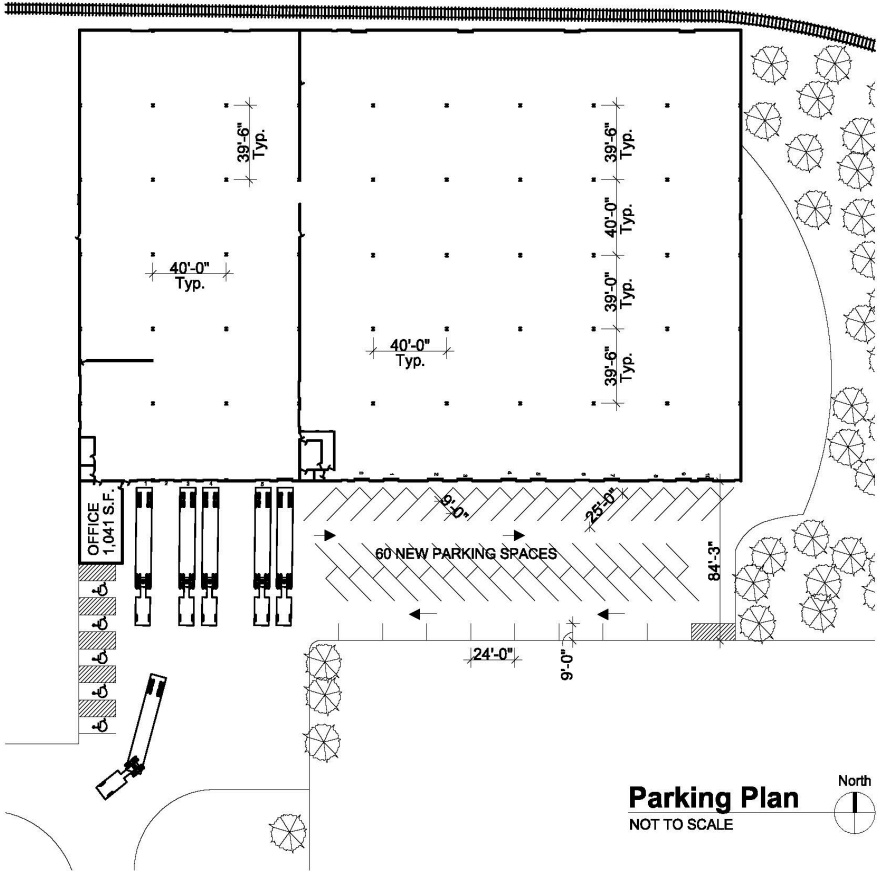 39'-6"
Typ.
39'-6"
Typ.
40'-0"
Typ.
40'-0"
Typ.
39'-0"
Typ.
40'-0"
Typ.
39'-6"
Typ.
OFFICE
1,041 S.F.
9'-0"
25'-0"
60 NEW PARKING SPACES
84'-3"
24'-0"
9'-0"
Parking Plan
NOT TO SCALE
North